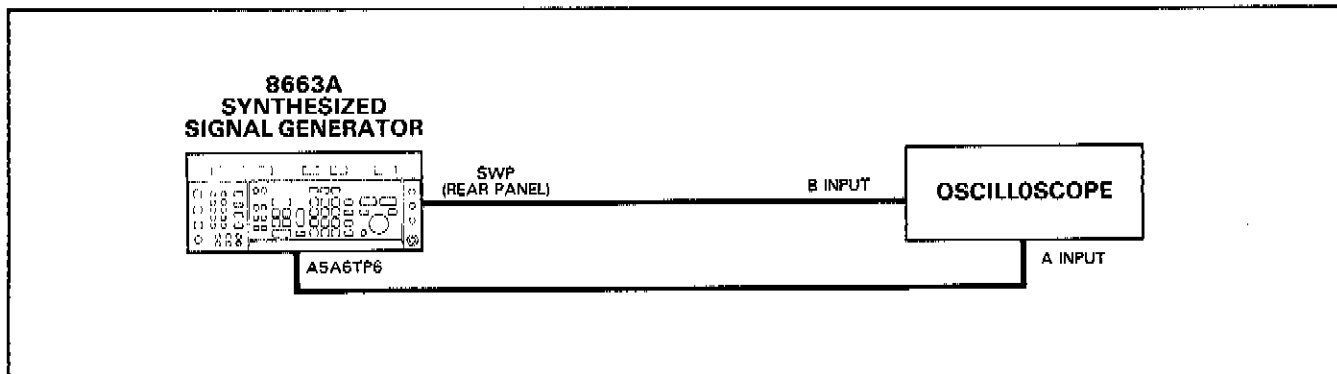 8663A
SYNTHESIZED
SIGNAL GENERATOR
SWP
(REAR PANEL)
B INPUT
OSCILLOSCOPE
A5A6TP6
A INPUT